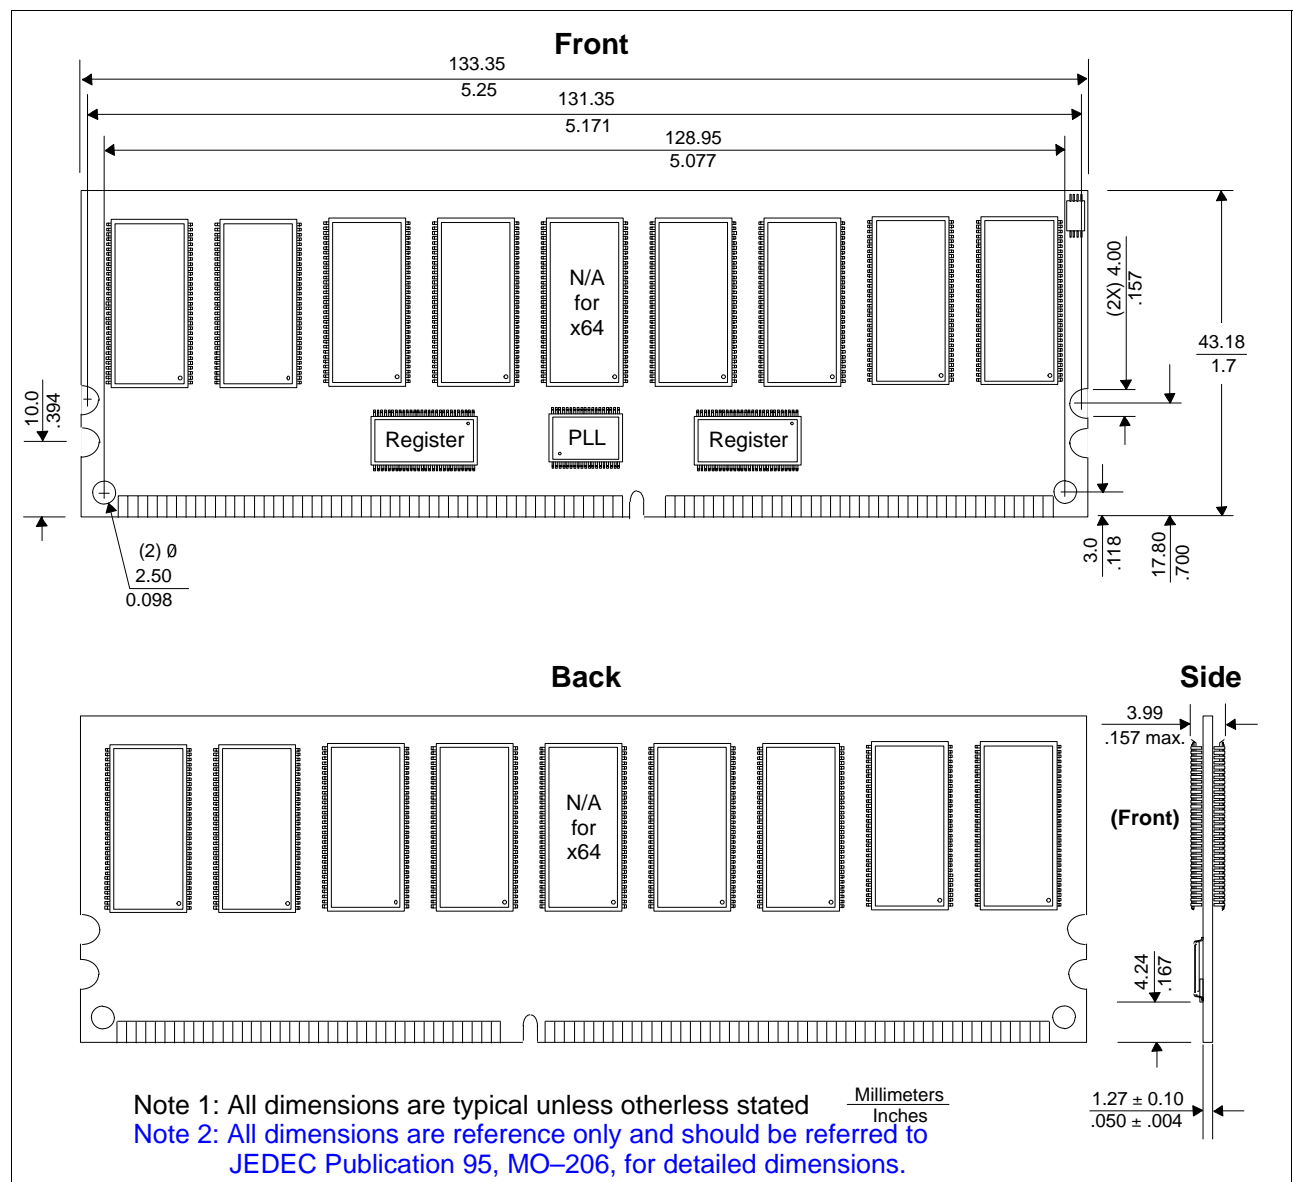 Front
133.35
5.25
131.35
5.171
128.95
5.077
N/A
for
x64
(2X) 4.00
.157
43.18
1.7
10.0
.394
Register
PLL
Register
3.0
.118
17.80
.700
(2) Ø
2.50
0.098
Back
Side
3.99
.157 max.
N/A
for
x64
(Front)
4.24
.167
1.27 ± 0.10
.050 ± .004
Note 1: All dimensions are typical unless otherless stated
Millimeters
Inches
Note 2: All dimensions are reference only and should be referred to
JEDEC Publication 95, MO–206, for detailed dimensions.